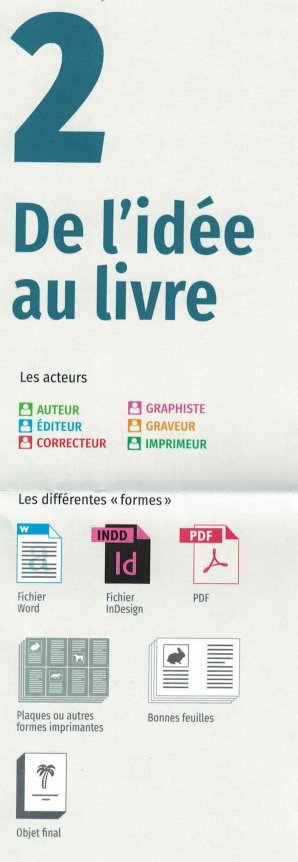 2
De l’idée
au livre
Les acteurs
AUTEUR
ÉDITEUR
CORRECTEUR
GRAPHISTE
GRAVEUR
IMPRIMEUR
Les différentes « formes »
W
a
Fichier
Word
INDD
Id
Fichier
InDesign
PDF
PDF
Plaques ou autres
formes imprimantes
Bonnes feuilles
Objet final